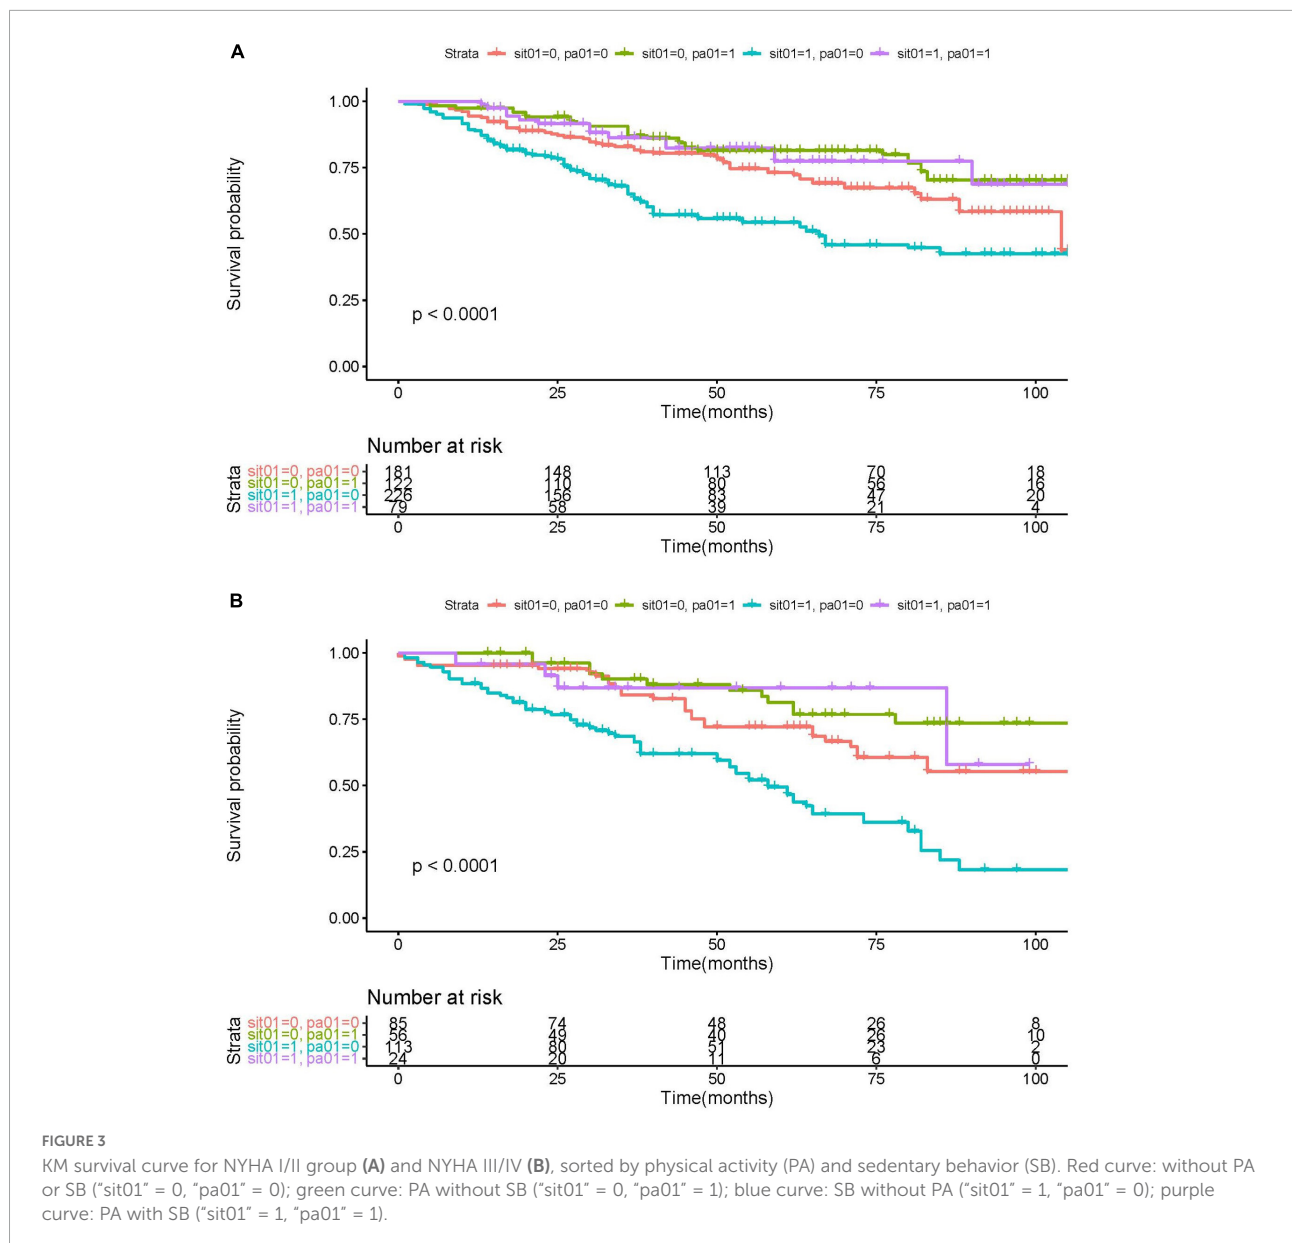 A
Strata sit01=0, pa01=0 sit01=0, pa01=1 sit01=1, pa01=0 sit01=1, pa01=1
1.00
0.75
0.50
0.25
0.00
Survival probability
p < 0.0001
0 25 50 75 100
Time(months)
Number at risk
Strata
sit01=0, pa01=0 181 148 113 70 18
sit01=0, pa01=1 122 110 80 56 16
sit01=1, pa01=0 226 156 83 47 20
sit01=1, pa01=1 79 58 39 21 4
0 25 50 75 100
Time(months)
B
Strata sit01=0, pa01=0 sit01=0, pa01=1 sit01=1, pa01=0 sit01=1, pa01=1
1.00
0.75
0.50
0.25
0.00
Survival probability
p < 0.0001
0 25 50 75 100
Time(months)
Number at risk
Strata
sit01=0, pa01=0 85 74 48 26 8
sit01=0, pa01=1 56 49 40 26 10
sit01=1, pa01=0 113 80 51 23 2
sit01=1, pa01=1 24 20 11 6 0
0 25 50 75 100
Time(months)
FIGURE 3
KM survival curve for NYHA I/II group (A) and NYHA III/IV (B), sorted by physical activity (PA) and sedentary behavior (SB). Red curve: without PA
or SB (“sit01” = 0, “pa01” = 0); green curve: PA without SB (“sit01” = 0, “pa01” = 1); blue curve: SB without PA (“sit01” = 1, “pa01” = 0); purple
curve: PA with SB (“sit01” = 1, “pa01” = 1).